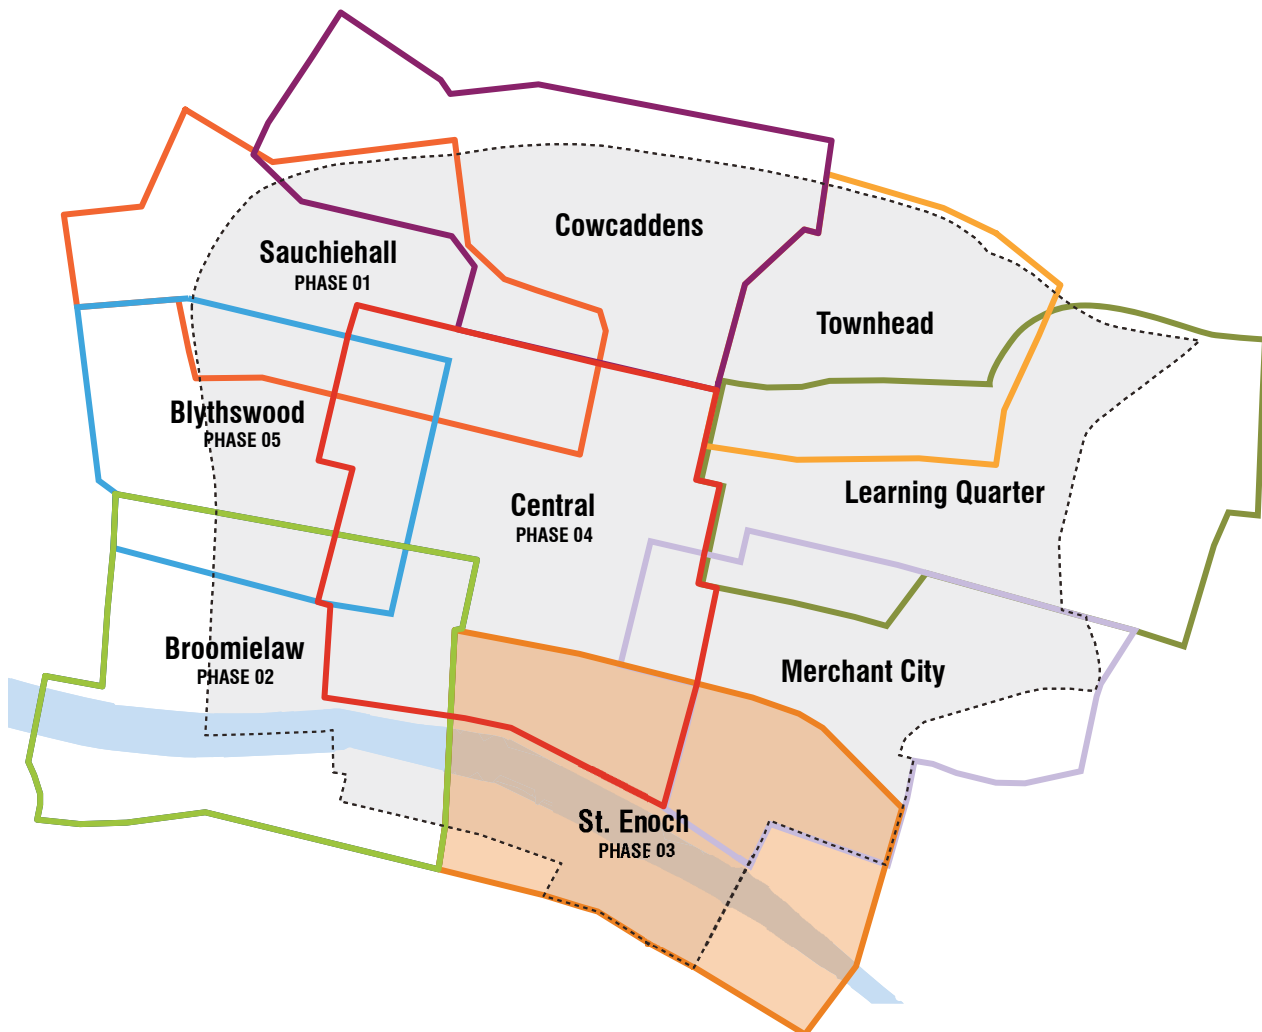 Cowcaddens
Sauchiehall
PHASE 01
Townhead
Blythswood
PHASE 05
Learning Quarter
Central
PHASE 04
Broomielaw
PHASE 02
Merchant City
St. Enoch
PHASE 03